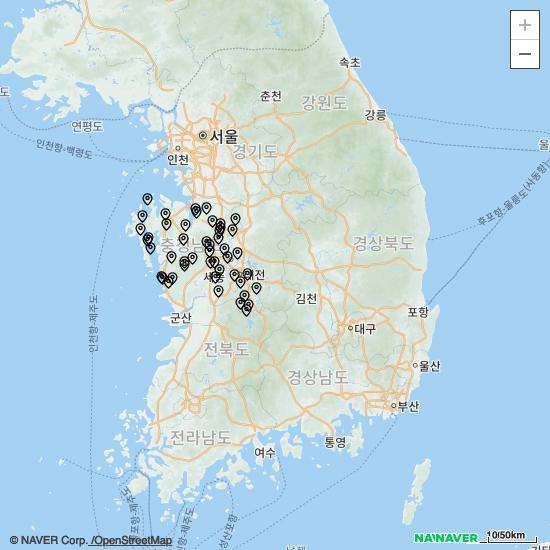 +
−
속초
도
춘천
강원도
강릉
연평도
서울
울
인천항-백령도
인천
경기도
후포항-울릉도(사동항)
충청남도
경상북도
대전
김천
인천항-제주도
포항
군산
대구
전북도
울산
경상남도
부산
전라남도
통영
여수
© NAVER Corp. /OpenStreetMap
NAVER
10/50km